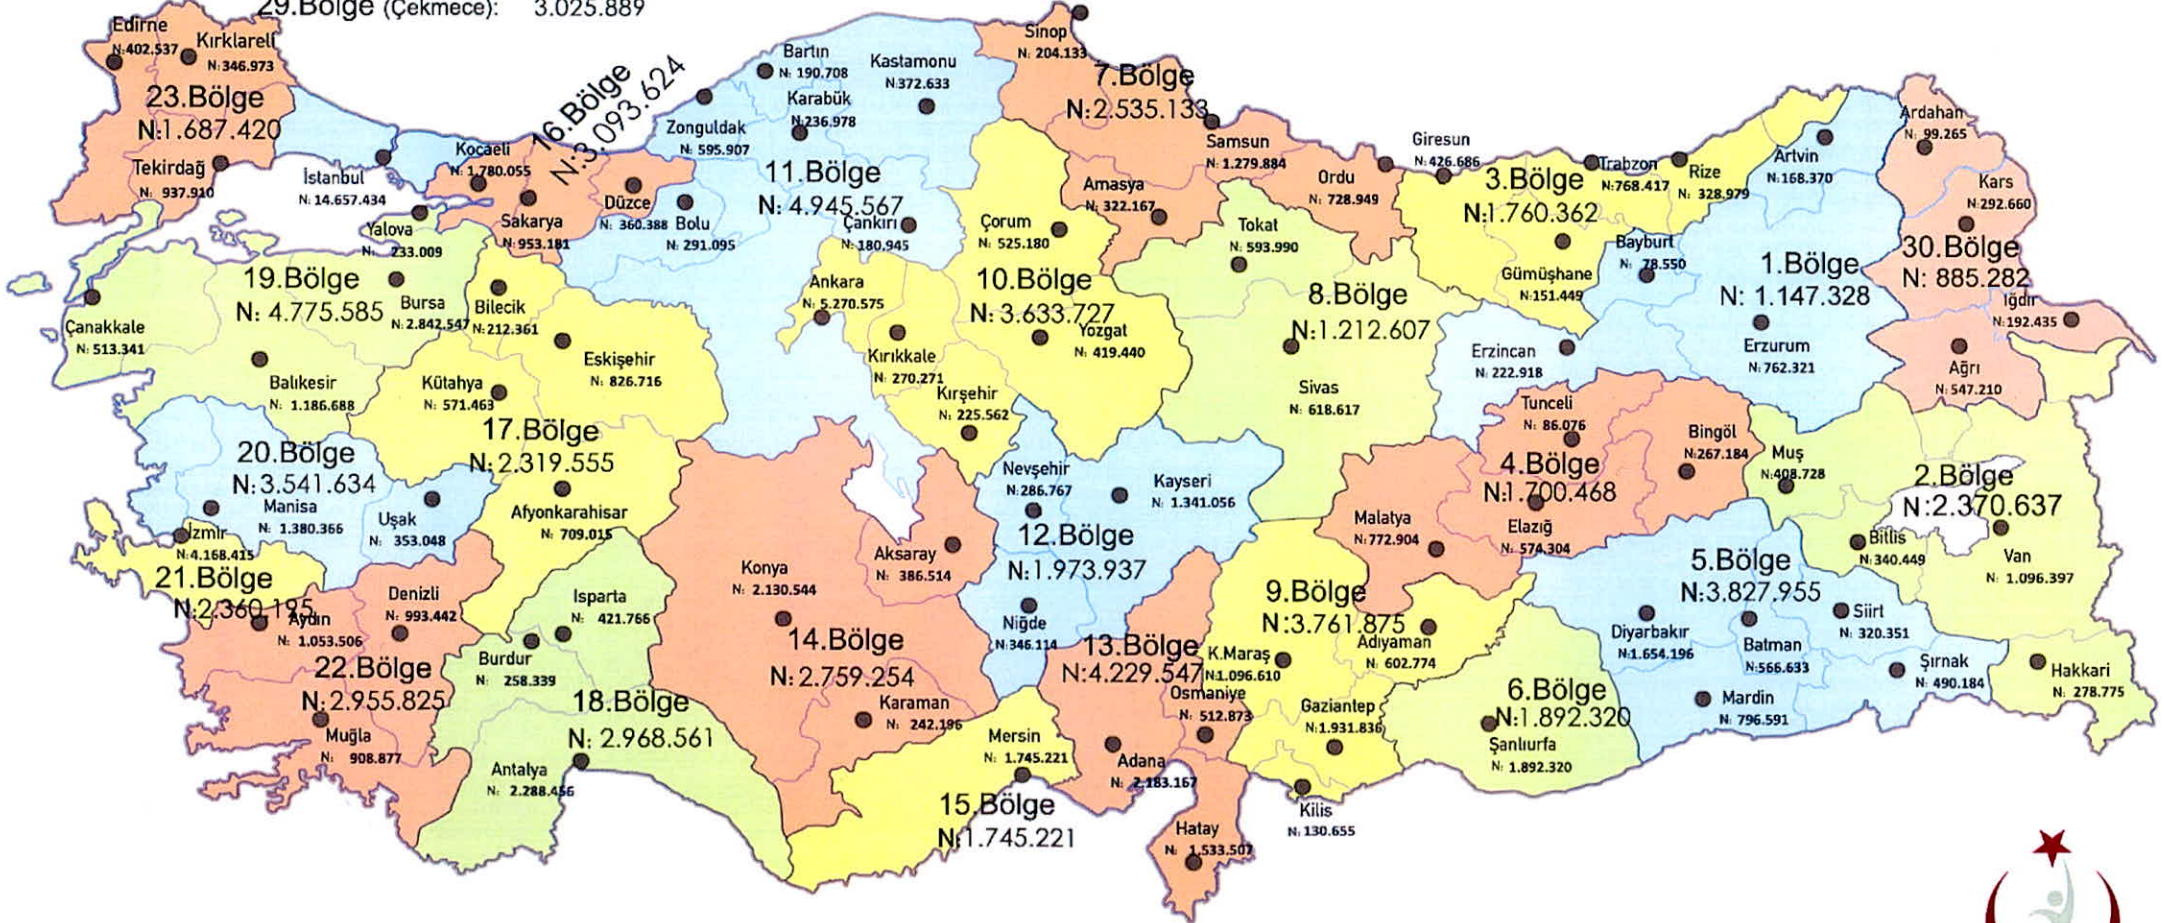 29.Bölge (Çekmece): 3.025.889
Edirne
N:402.537
Kırklareli
N:346.973
23.Bölge
N:1.687.420
Tekirdağ
N: 937.910
İstanbul
N: 14.657.434
Kocaeli
N:1.780.055
16.Bölge
N:3.093.624
Sakarya
N:953.181
Düzce
N: 360.388
Yalova
N: 233.009
Bartın
N: 190.708
Kastamonu
N:372.633
Karabük
N:236.978
Zonguldak
N: 595.907
11.Bölge
N: 4.945.567
Bolu
N: 291.095
Çankırı
N: 180.945
Sinop
N: 204.133
7.Bölge
N:2.535.133
Samsun
N: 1.279.884
Amasya
N: 322.167
Ordu
N: 728.949
Giresun
N: 426.686
3.Bölge
N:1.760.362
Trabzon
N:768.417
Rize
N: 328.979
Gümüşhane
N:151.449
Artvin
N:168.370
Ardahan
N: 99.265
Kars
N:292.660
30.Bölge
N: 885.282
Iğdır
N:192.435
Ağrı
N:547.210
Bayburt
N: 78.550
1.Bölge
N: 1.147.328
Erzurum
N: 762.321
Erzincan
N: 222.918
19.Bölge
N: 4.775.585
Bursa
N:2.842.547
Çanakkale
N: 513.341
Balıkesir
N: 1.186.688
Bilecik
N:212.361
Eskişehir
N: 826.716
Kütahya
N: 571.463
17.Bölge
N:2.319.555
Afyonkarahisar
N: 709.015
Ankara
N: 5.270.575
Kırıkkale
N: 270.271
Kırşehir
N: 225.562
Çorum
N: 525.180
10.Bölge
N: 3.633.727
Yozgat
N: 419.440
Tokat
N: 593.990
8.Bölge
N:1.212.607
Sivas
N: 618.617
Tunceli
N: 86.076
Bingöl
N:267.184
4.Bölge
N:1.700.468
Malatya
N:772.904
Elazığ
N: 574.304
Muş
N:408.728
2.Bölge
N:2.370.637
Bitlis
N:340.449
Van
N: 1.096.397
Hakkari
N: 278.775
20.Bölge
N:3.541.634
Manisa
N: 1.380.366
Uşak
N: 353.048
İzmir
N:4.168.415
21.Bölge
N:2.360.195
Aydın
N: 1.053.506
Denizli
N: 993.442
22.Bölge
N:2.955.825
Muğla
N: 908.877
Isparta
N: 421.766
Burdur
N: 258.339
18.Bölge
N: 2.968.561
Antalya
N: 2.288.456
Konya
N: 2.130.544
Aksaray
N: 386.514
14.Bölge
N:2.759.254
Karaman
N: 242.196
Nevşehir
N:286.767
Kayseri
N: 1.341.056
12.Bölge
N:1.973.937
Niğde
N:346.114
Mersin
N: 1.745.221
15.Bölge
N:1.745.221
13.Bölge
N:4.229.547
Osmaniye
N: 512.873
Adana
N: 2.183.167
Hatay
N: 1.533.507
9.Bölge
N:3.761.875
K.Maraş
N:1.096.610
Adıyaman
N: 602.774
Gaziantep
N:1.931.836
Kilis
N: 130.655
6.Bölge
N:1.892.320
Şanlıurfa
N: 1.892.320
5.Bölge
N:3.827.955
Diyarbakır
N:1.654.196
Batman
N:566.633
Siirt
N: 320.351
Mardin
N: 796.591
Şırnak
N: 490.184